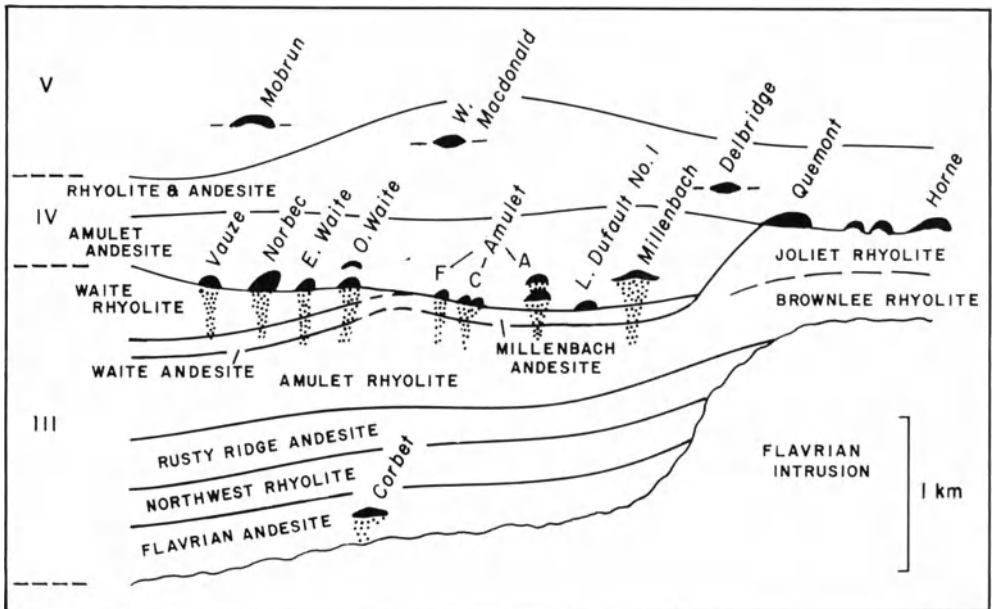 V
Mobrun
W.
Macdonald
Delbridge
Quemont
Horne
RHYOLITE & ANDESITE
IV
AMULET
ANDESITE
Vauze
Norbec
E. Waite
O. Waite
F
C
Amulet
A
L. Dufault No. 1
Millenbach
JOLIET RHYOLITE
WAITE
RHYOLITE
BROWNLEE RHYOLITE
WAITE ANDESITE
MILLENBACH
ANDESITE
AMULET RHYOLITE
III
RUSTY RIDGE ANDESITE
NORTHWEST RHYOLITE
FLAVRIAN ANDESITE
Corbet
FLAVRIAN
INTRUSION
1 km